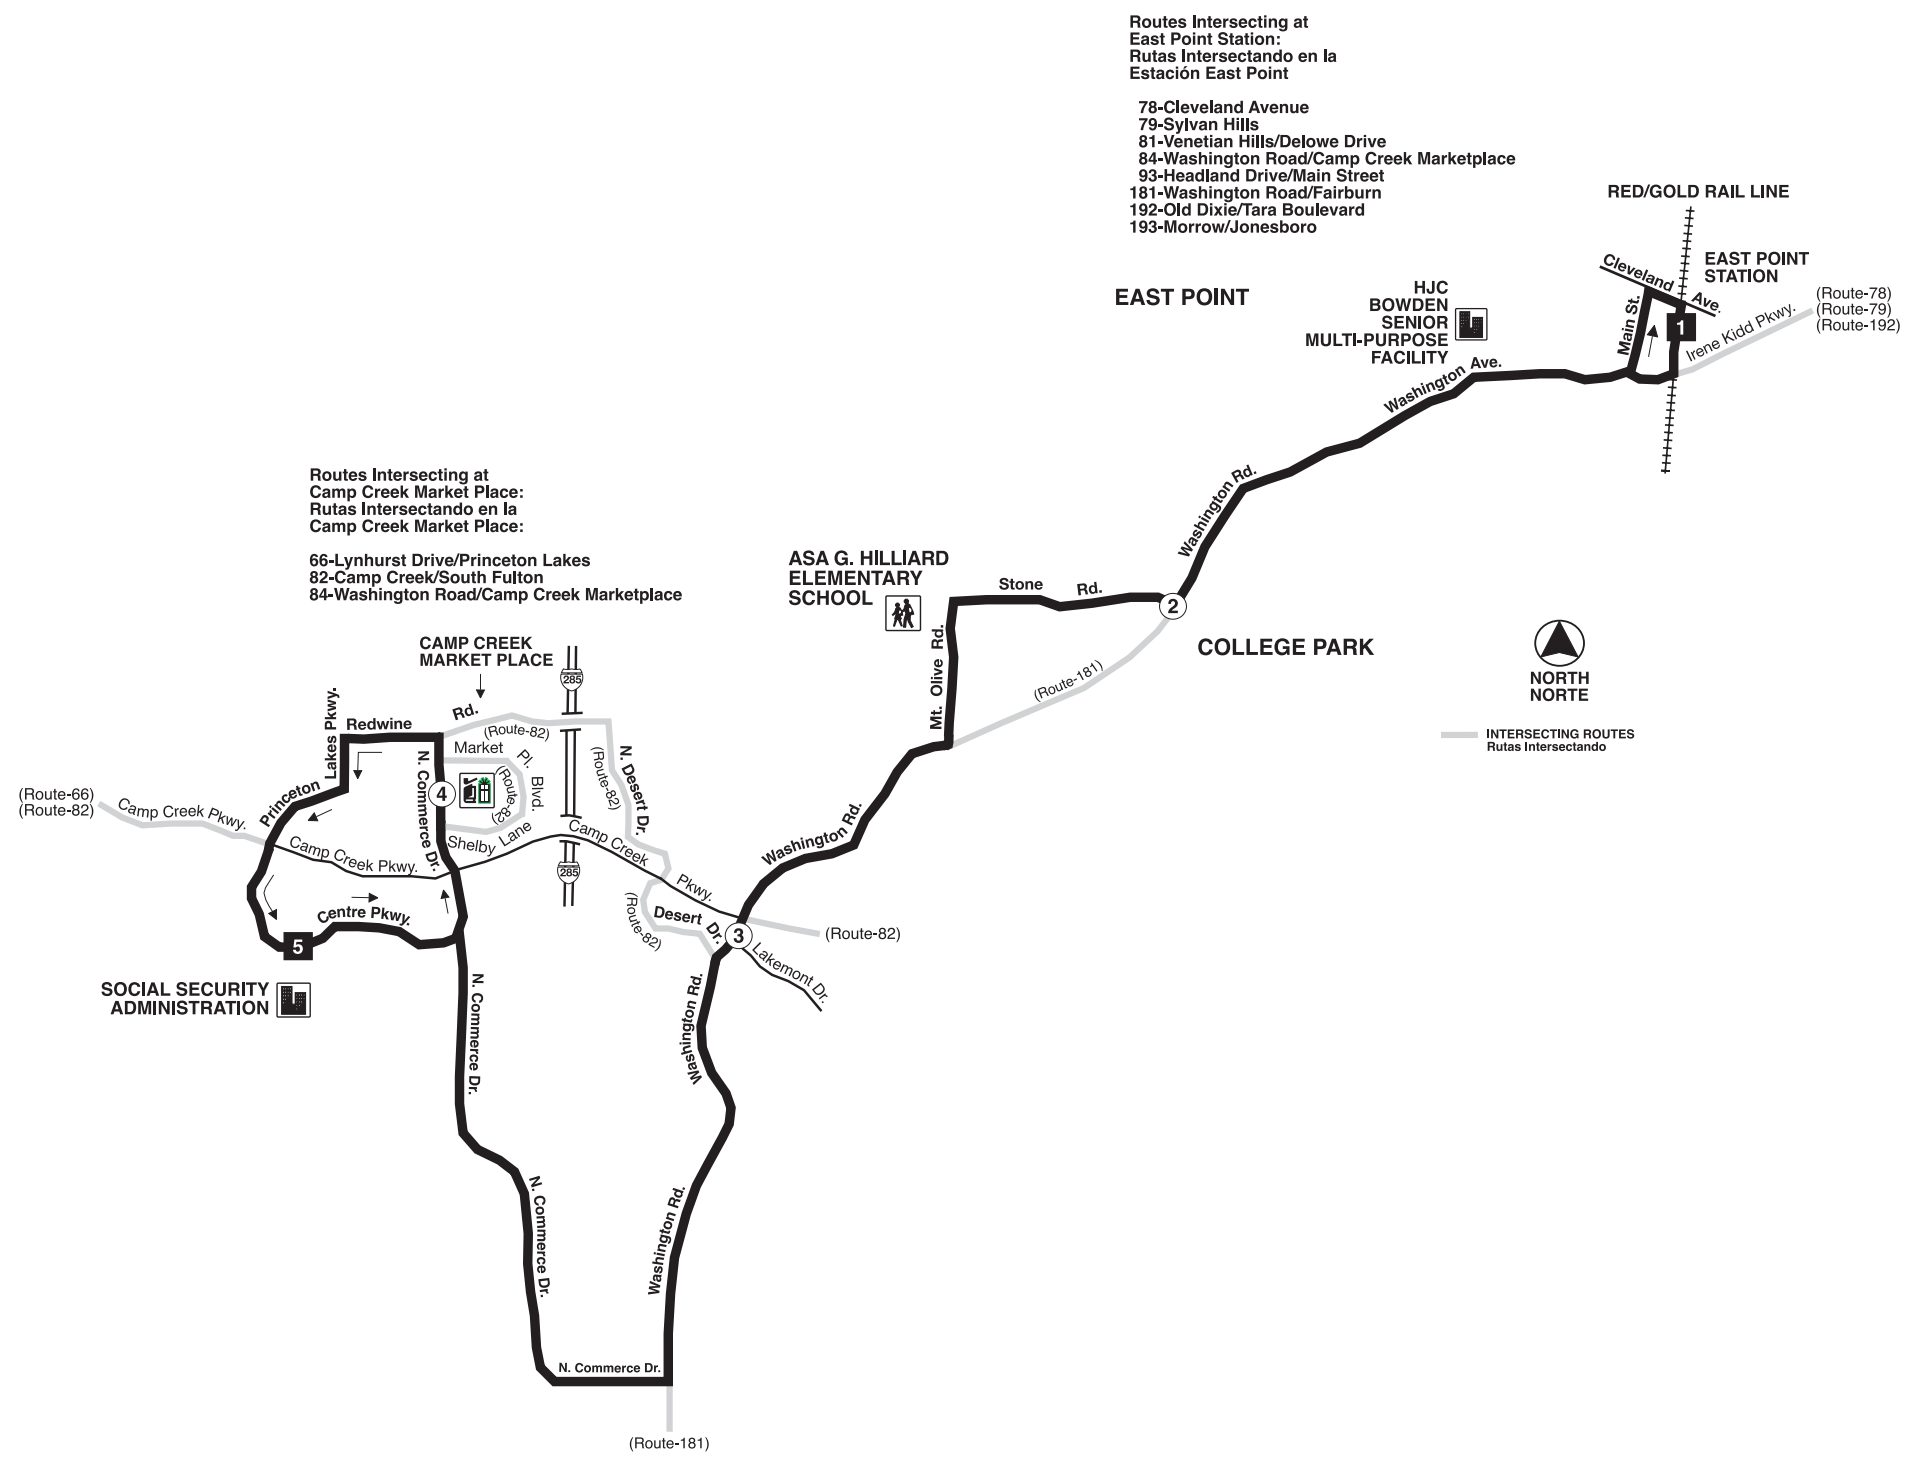 Routes Intersecting at
East Point Station:
Rutas Intersectando en la
Estación East Point
78-Cleveland Avenue
79-Sylvan Hills
81-Venetian Hills/Delowe Drive
84-Washington Road/Camp Creek Marketplace
93-Headland Drive/Main Street
181-Washington Road/Fairburn
192-Old Dixie/Tara Boulevard
193-Morrow/Jonesboro
RED/GOLD RAIL LINE
EAST POINT
STATION
Cleveland Ave.
Main St.
1
Irene Kidd Pkwy.
(Route-78)
(Route-79)
(Route-192)
EAST POINT
HJC
BOWDEN
SENIOR
MULTI-PURPOSE
FACILITY
Washington Ave.
Washington Rd.
Routes Intersecting at
Camp Creek Market Place:
Rutas Intersectando en la
Camp Creek Market Place:
66-Lynhurst Drive/Princeton Lakes
82-Camp Creek/South Fulton
84-Washington Road/Camp Creek Marketplace
ASA G. HILLIARD
ELEMENTARY
SCHOOL
Stone Rd.
2
COLLEGE PARK
Mt. Olive Rd.
(Route-181)
NORTH
NORTE
INTERSECTING ROUTES
Rutas Intersectando
CAMP CREEK
MARKET PLACE
285
Redwine Rd.
(Route-82)
Princeton Lakes Pkwy.
N. Commerce Dr.
Market Pl. Blvd.
(Route-82)
4
Shelby Lane
N. Desert Dr.
(Route-82)
(Route-66)
(Route-82)
Camp Creek Pkwy.
Camp Creek Pkwy.
Camp Creek Pkwy.
285
Washington Rd.
Centre Pkwy.
5
Desert Dr.
(Route-82)
3
(Route-82)
Lakemont Dr.
SOCIAL SECURITY
ADMINISTRATION
N. Commerce Dr.
Washington Rd.
N. Commerce Dr.
Washington Rd.
N. Commerce Dr.
(Route-181)